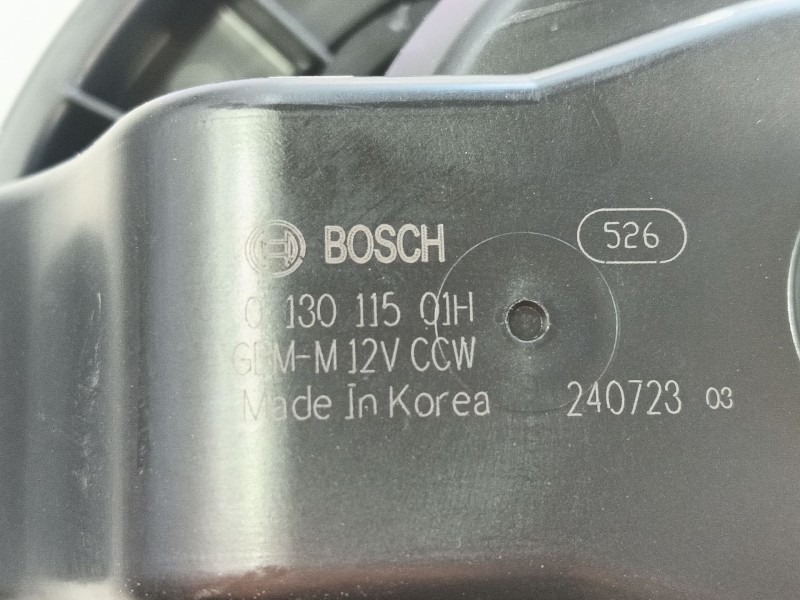 BOSCH
526
0 130 115 01H
GBM-M 12V CCW
Made In Korea
240723 03